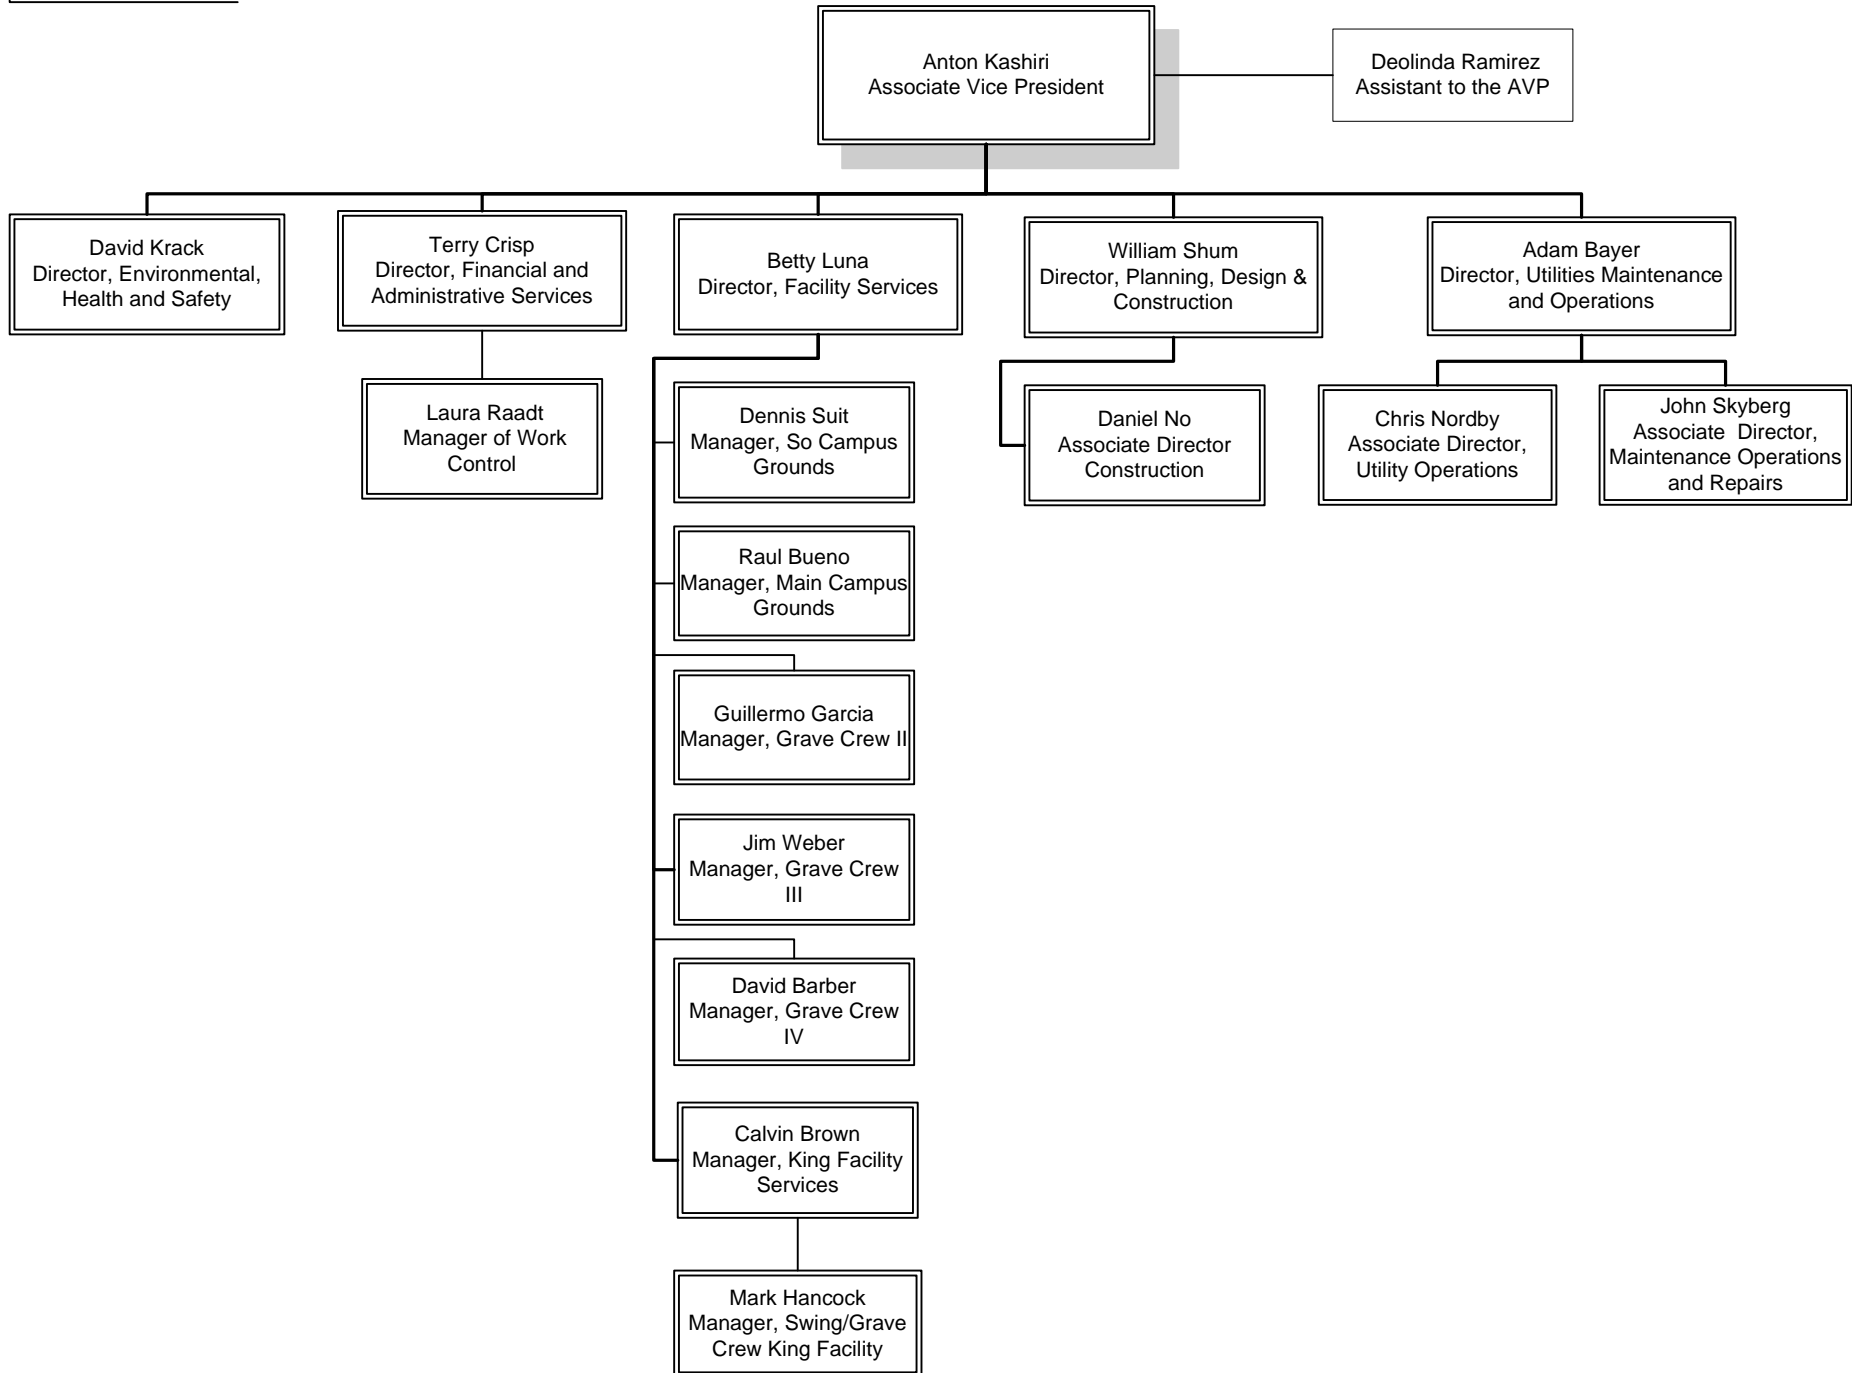 Anton Kashiri
Associate Vice President
Deolinda Ramirez
Assistant to the AVP
David Krack
Director, Environmental,
Health and Safety
Terry Crisp
Director, Financial and
Administrative Services
Betty Luna
Director, Facility Services
William Shum
Director, Planning, Design &
Construction
Adam Bayer
Director, Utilities Maintenance
and Operations
Laura Raadt
Manager of Work
Control
Dennis Suit
Manager, So Campus
Grounds
Daniel No
Associate Director
Construction
Chris Nordby
Associate Director,
Utility Operations
John Skyberg
Associate  Director,
Maintenance Operations
and Repairs
Raul Bueno
Manager, Main Campus
Grounds
Guillermo Garcia
Manager, Grave Crew II
Jim Weber
Manager, Grave Crew
III
David Barber
Manager, Grave Crew
IV
Calvin Brown
Manager, King Facility
Services
Mark Hancock
Manager, Swing/Grave
Crew King Facility